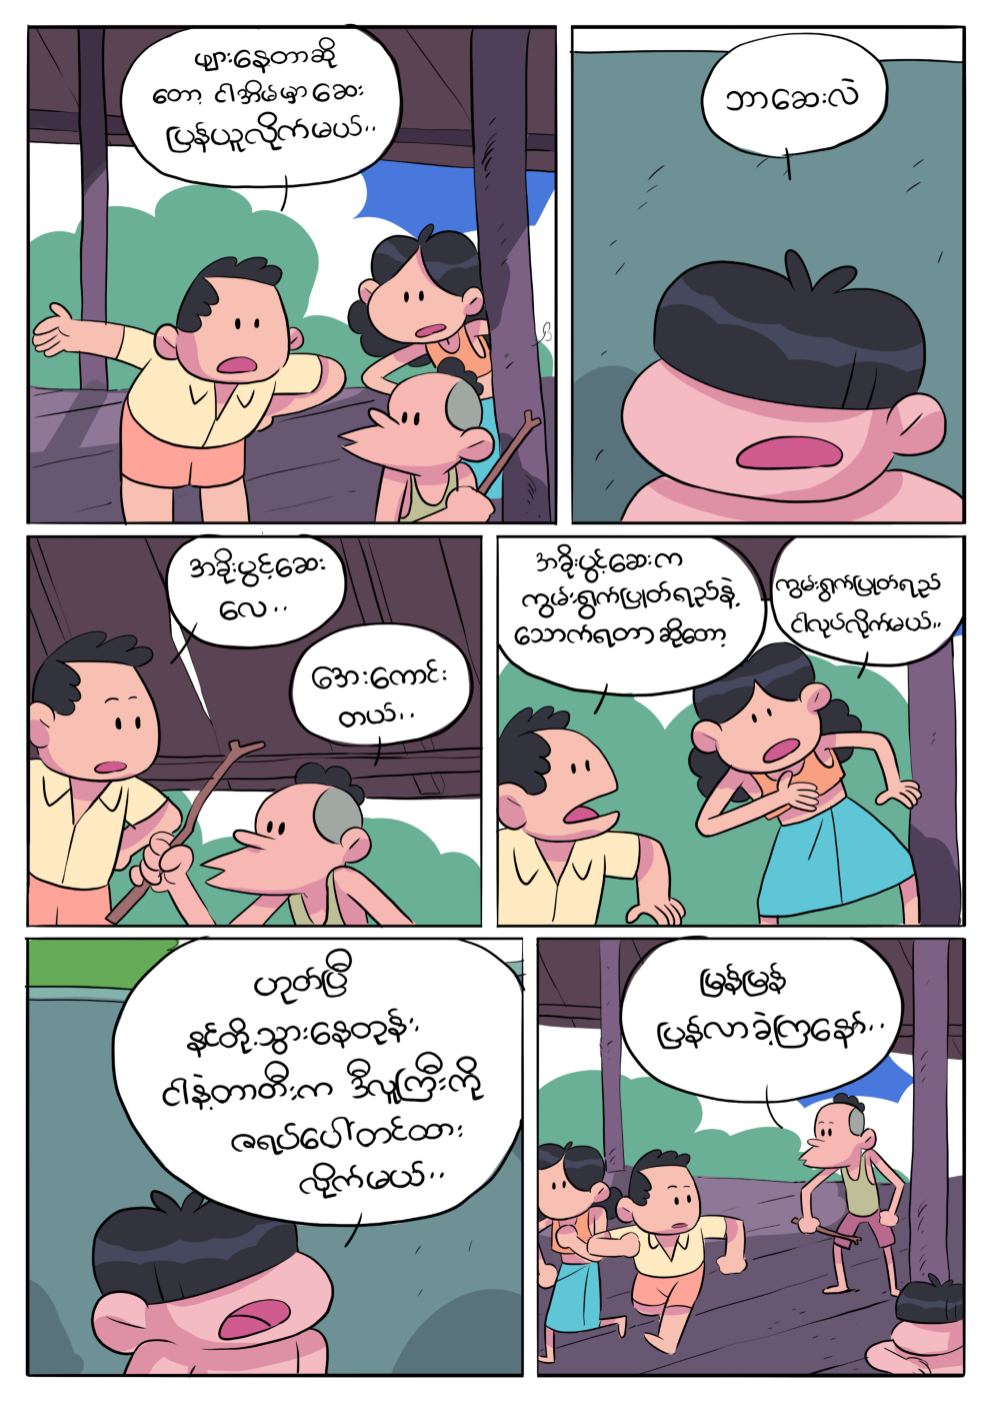 ဖျားနေတာဆို
တော့ ငါအိမ်မှာ ဆေး
ပြန်ယူလိုက်မယ်..
ဘာဆေးလဲ
အခိုးပွင့်ဆေး
လေ..
အေးကောင်း
တယ်..
အခိုးပွင့်ဆေးက
ကွမ်းရွက်ပြုတ်ရည်နဲ့
သောက်ရတာ ဆိုတော့
ကွမ်းရွက်ပြုတ်ရည်
ငါလုပ်လိုက်မယ်..
ဟုတ်ပြီ
နင်တို့သွားနေတုန်း
ငါနဲ့တာတီးက ဒီလူကြီးကို
ဇရပ်ပေါ်တင်ထား
လိုက်မယ်..
မြန်မြန်
ပြန်လာခဲ့ကြနော်..